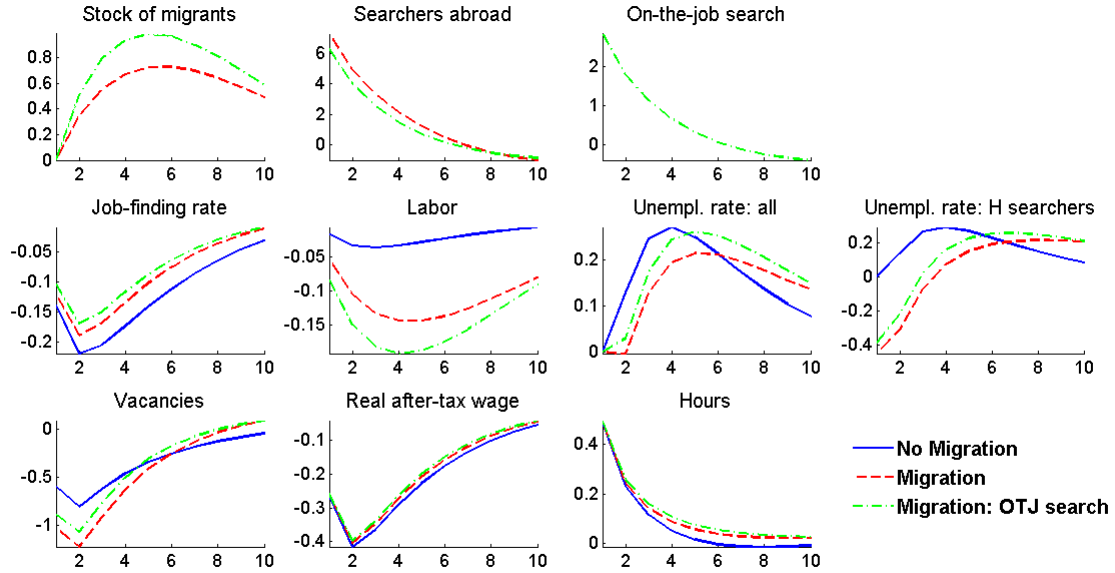 Stock of migrants
Searchers abroad
On-the-job search
0.8
0.6
0.4
0.2
0
2 4 6 8 10
6
4
2
0
2 4 6 8 10
2
1
0
2 4 6 8 10
Job-finding rate
Labor
Unempl. rate: all
Unempl. rate: H searchers
-0.05
-0.1
-0.15
-0.2
2 4 6 8 10
-0.05
-0.1
-0.15
2 4 6 8 10
0.2
0.1
0
2 4 6 8 10
0.2
0
-0.2
-0.4
2 4 6 8 10
Vacancies
Real after-tax wage
Hours
0
-0.5
-1
2 4 6 8 10
-0.1
-0.2
-0.3
-0.4
2 4 6 8 10
0.4
0.2
0
2 4 6 8 10
No Migration
Migration
Migration: OTJ search